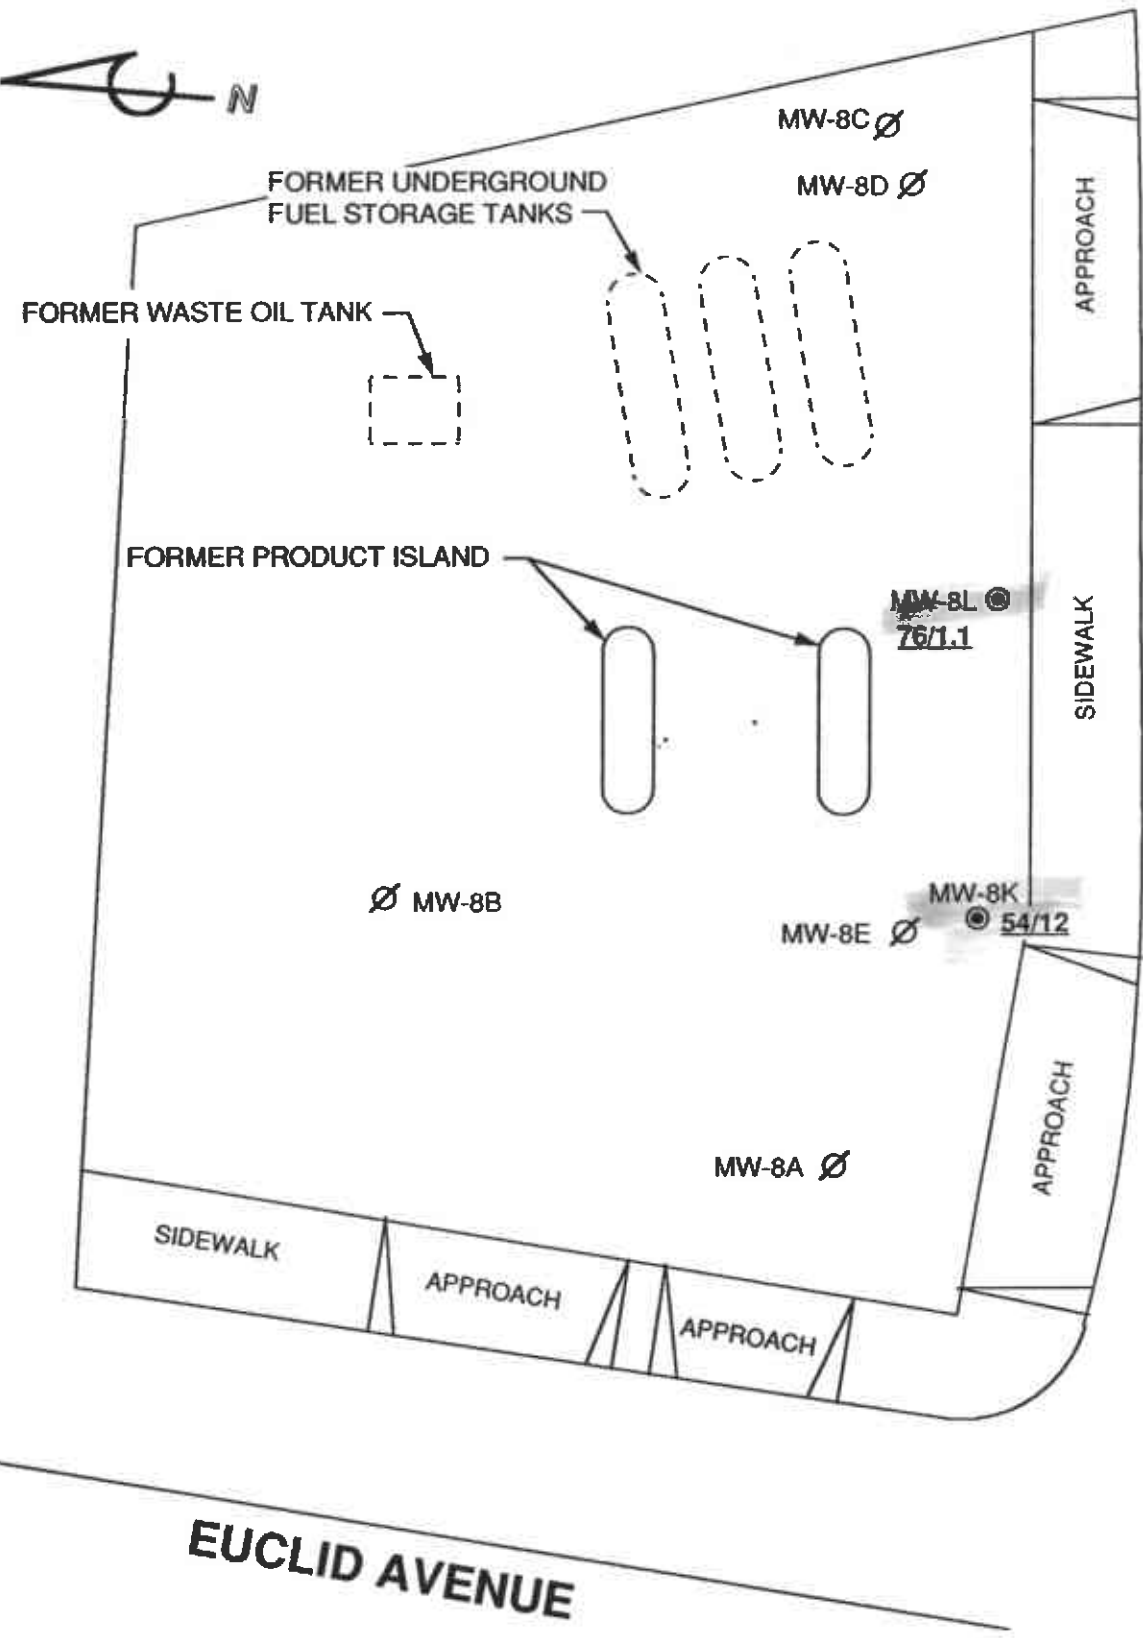 N
MW-8C
MW-8D
FORMER UNDERGROUND
FUEL STORAGE TANKS
APPROACH
FORMER WASTE OIL TANK
FORMER PRODUCT ISLAND
MW-8L
76/1.1
SIDEWALK
MW-8B
MW-8K
54/12
MW-8E
APPROACH
MW-8A
SIDEWALK
APPROACH
APPROACH
EUCLID AVENUE